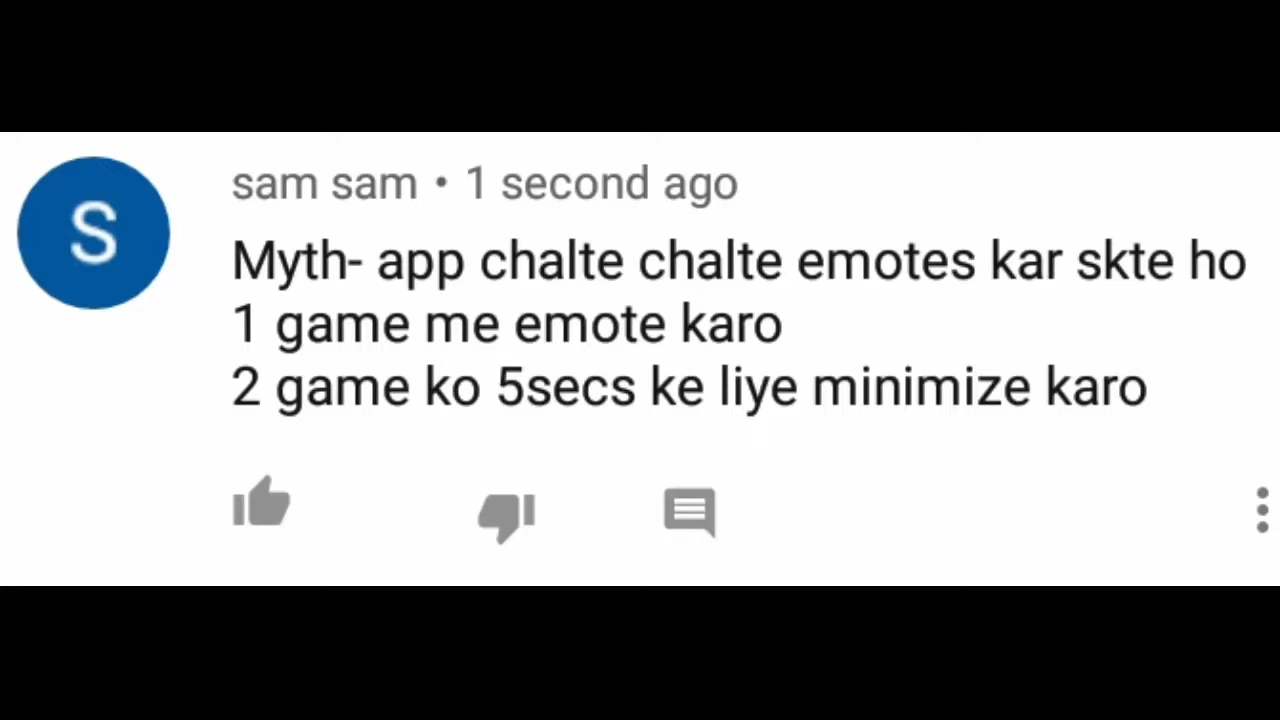 S
sam sam • 1 second ago
Myth- app chalte chalte emotes kar skte ho
1 game me emote karo
2 game ko 5secs ke liye minimize karo